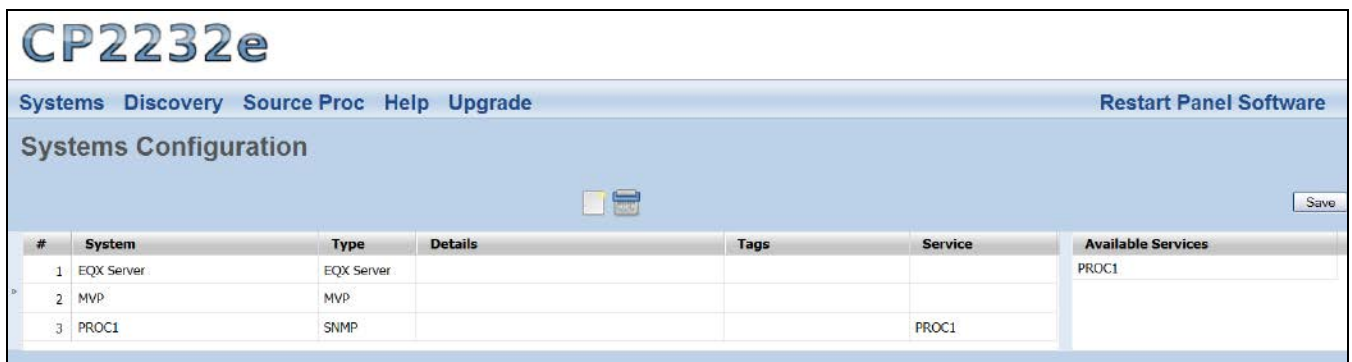 CP2232e
Systems Discovery Source Proc Help Upgrade Restart Panel Software
Systems Configuration
Save
# System Type Details Tags Service Available Services
1 EQX Server EQX Server PROC1
2 MVP MVP
3 PROC1 SNMP PROC1